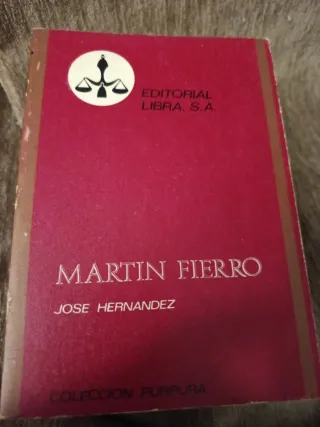 EDITORIAL
LIBRA, S.A.
MARTIN FIERRO
JOSE HERNANDEZ
COLECCION PURPURA